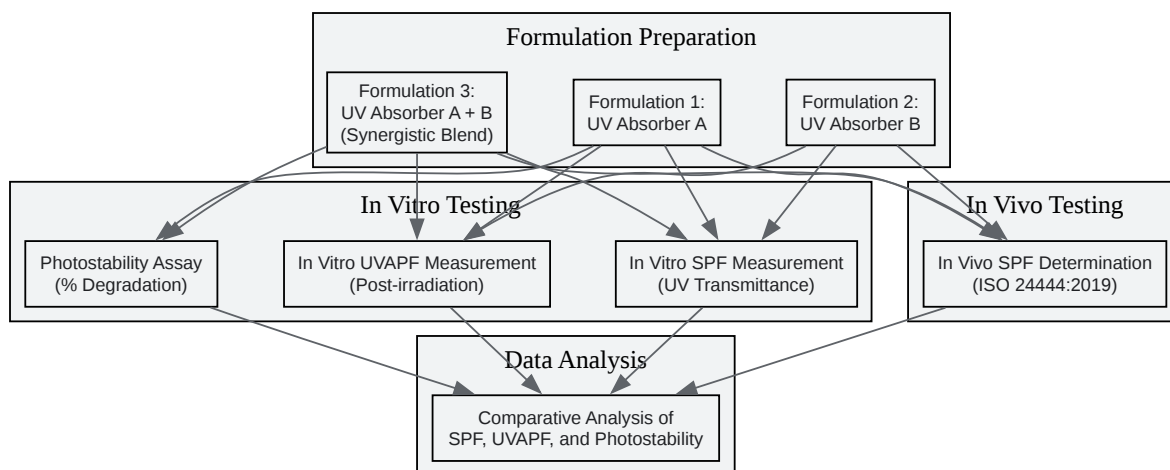 Formulation Preparation
Formulation 3:
UV Absorber A + B
(Synergistic Blend)
Formulation 1:
UV Absorber A
Formulation 2:
UV Absorber B
In Vitro Testing
Photostability Assay
(% Degradation)
In Vitro UVAPF Measurement
(Post-irradiation)
In Vitro SPF Measurement
(UV Transmittance)
In Vivo Testing
In Vivo SPF Determination
(ISO 24444:2019)
Data Analysis
Comparative Analysis of
SPF, UVAPF, and Photostability